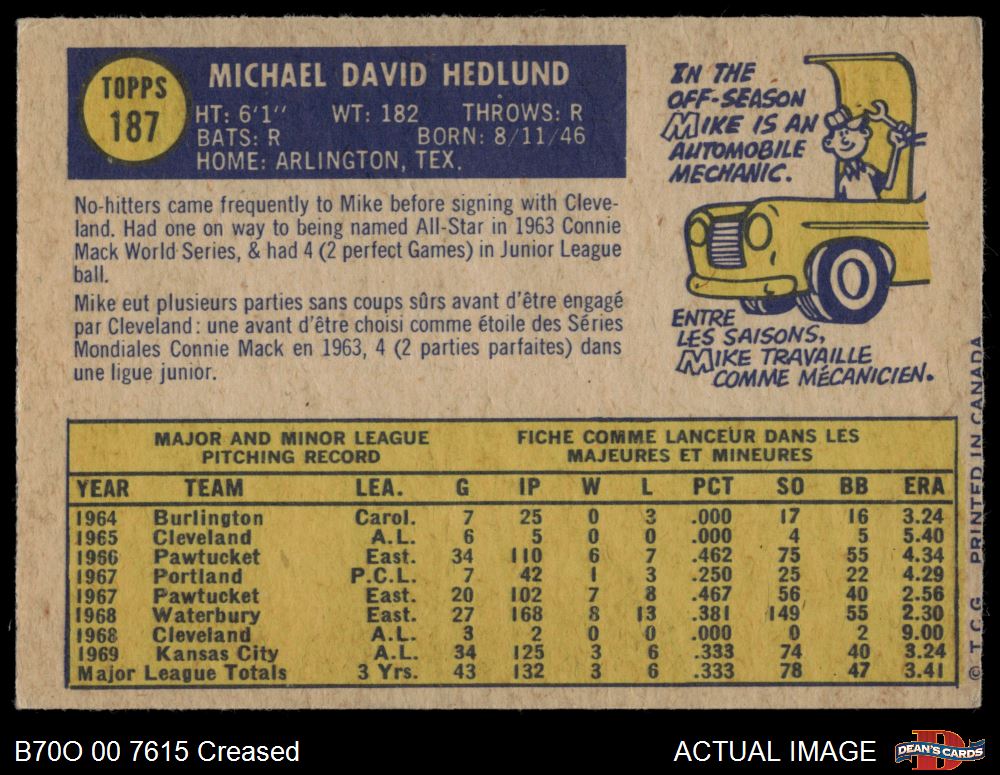 TOPPS
187
MICHAEL DAVID HEDLUND
HT: 6'1" WT: 182 THROWS: R
BATS: R BORN: 8/11/46
HOME: ARLINGTON, TEX.
No-hitters came frequently to Mike before signing with Cleve-
land. Had one on way to being named All-Star in 1963 Connie
Mack World Series, & had 4 (2 perfect Games) in Junior League
ball.
Mike eut plusieurs parties sans coups sûrs avant d'être engagé
par Cleveland: une avant d'être choisi comme étoile des Séries
Mondiales Connie Mack en 1963, 4 (2 parties parfaites) dans
une ligue junior.
IN THE
OFF-SEASON
MIKE IS AN
AUTOMOBILE
MECHANIC.
ENTRE
LES SAISONS,
MIKE TRAVAILLE
COMME MÉCANICIEN.
MAJOR AND MINOR LEAGUE
PITCHING RECORD
FICHE COMME LANCEUR DANS LES
MAJEURES ET MINEURES
YEAR TEAM LEA. G IP W L PCT SO BB ERA
1964 Burlington Carol. 7 25 0 3 .000 17 16 3.24
1965 Cleveland A.L. 6 5 0 0 .000 4 5 5.40
1966 Pawtucket East. 34 110 6 7 .462 75 55 4.34
1967 Portland P.C.L. 7 42 1 3 .250 25 22 4.29
1967 Pawtucket East. 20 102 7 8 .467 56 40 2.56
1968 Waterbury East. 27 168 8 13 .381 149 55 2.30
1968 Cleveland A.L. 3 2 0 0 .000 0 2 9.00
1969 Kansas City A.L. 34 125 3 6 .333 74 40 3.24
Major League Totals 3 Yrs. 43 132 3 6 .333 78 47 3.41
© T.C.G. PRINTED IN CANADA
B70O 00 7615 Creased
ACTUAL IMAGE
DEAN'S CARDS